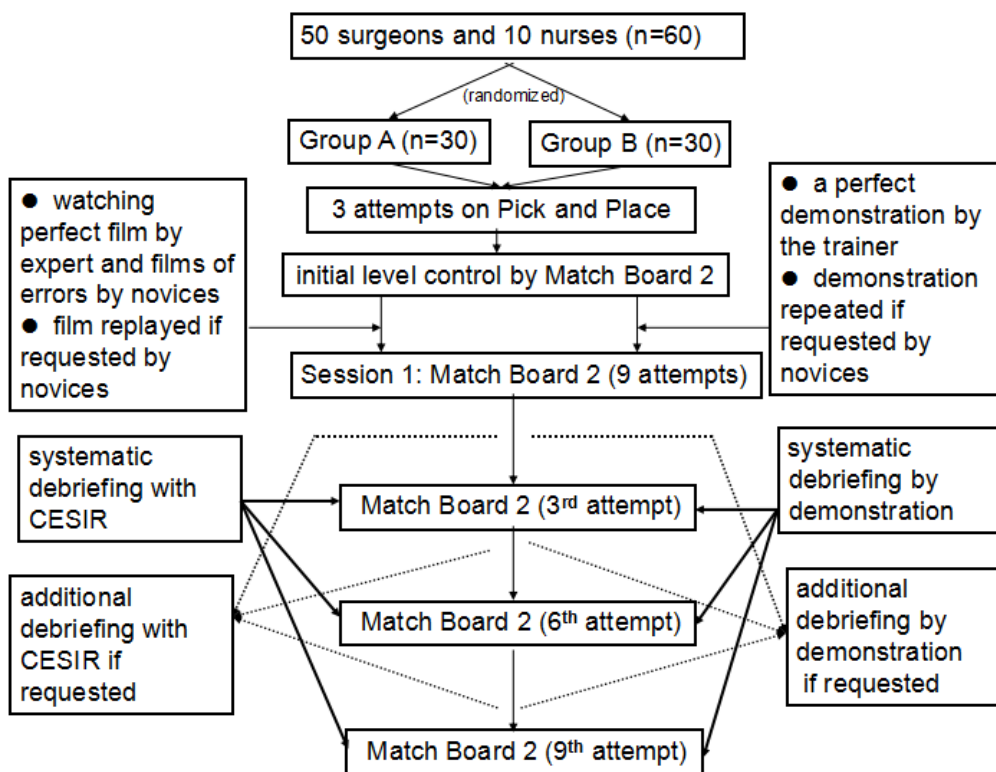 50 surgeons and 10 nurses (n=60)
(randomized)
Group A (n=30)
Group B (n=30)
3 attempts on Pick and Place
initial level control by Match Board 2
● watching
perfect film by
expert and films of
errors by novices
● film replayed if
requested by
novices
● a perfect
demonstration by
the trainer
● demonstration
repeated if
requested by
novices
Session 1: Match Board 2 (9 attempts)
systematic
debriefing with
CESIR
systematic
debriefing by
demonstration
Match Board 2 (3rd attempt)
additional
debriefing with
CESIR if
requested
additional
debriefing by
demonstration
if requested
Match Board 2 (6th attempt)
Match Board 2 (9th attempt)